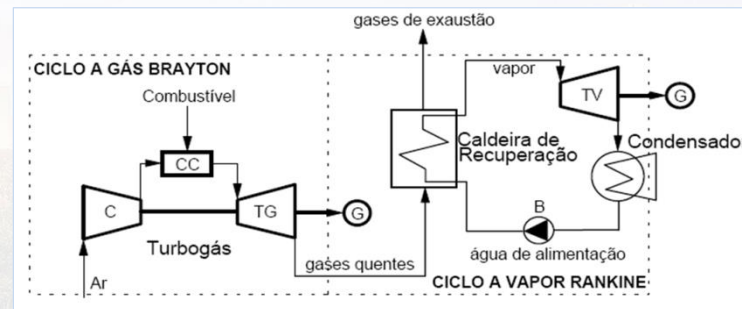 gases de exaustão
CICLO A GÁS BRAYTON
Combustível
CC
C
TG
G
Turbogás
Ar
gases quentes
vapor
TV
G
Caldeira de
Recuperação
Condensador
B
água de alimentação
CICLO A VAPOR RANKINE